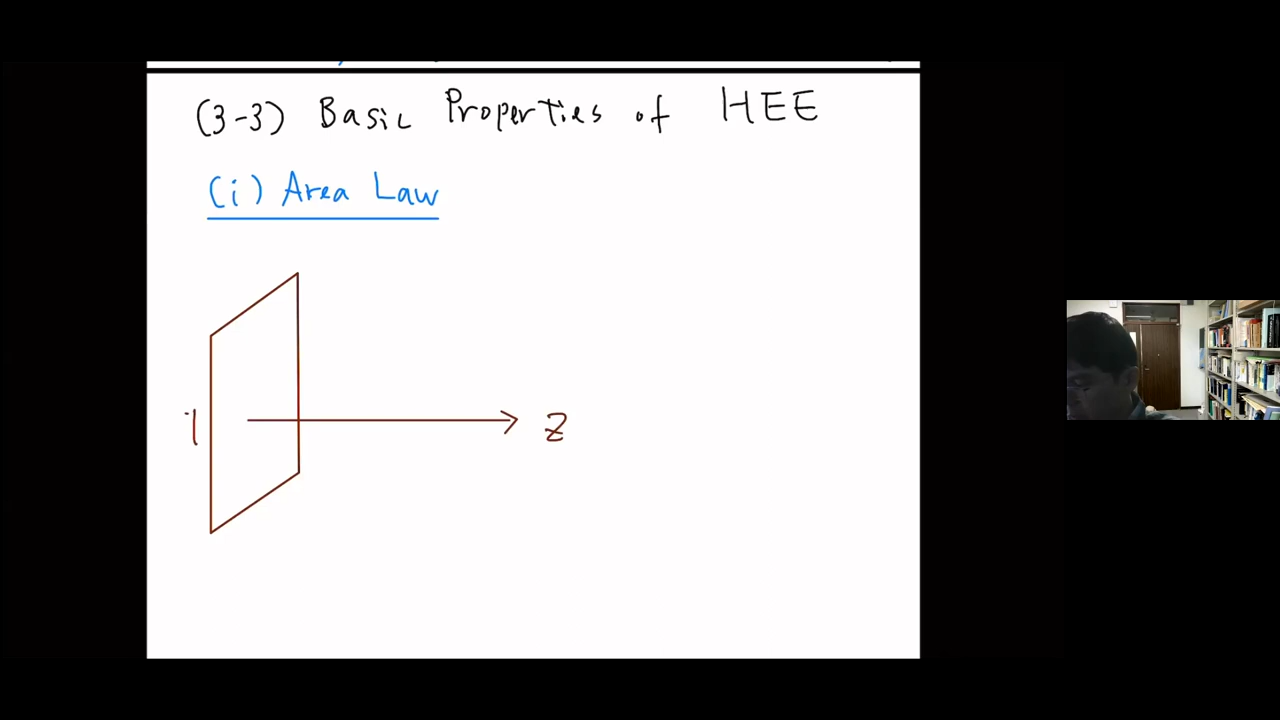 (3-3) Basic Properties of HEE
(i) Area Law
z